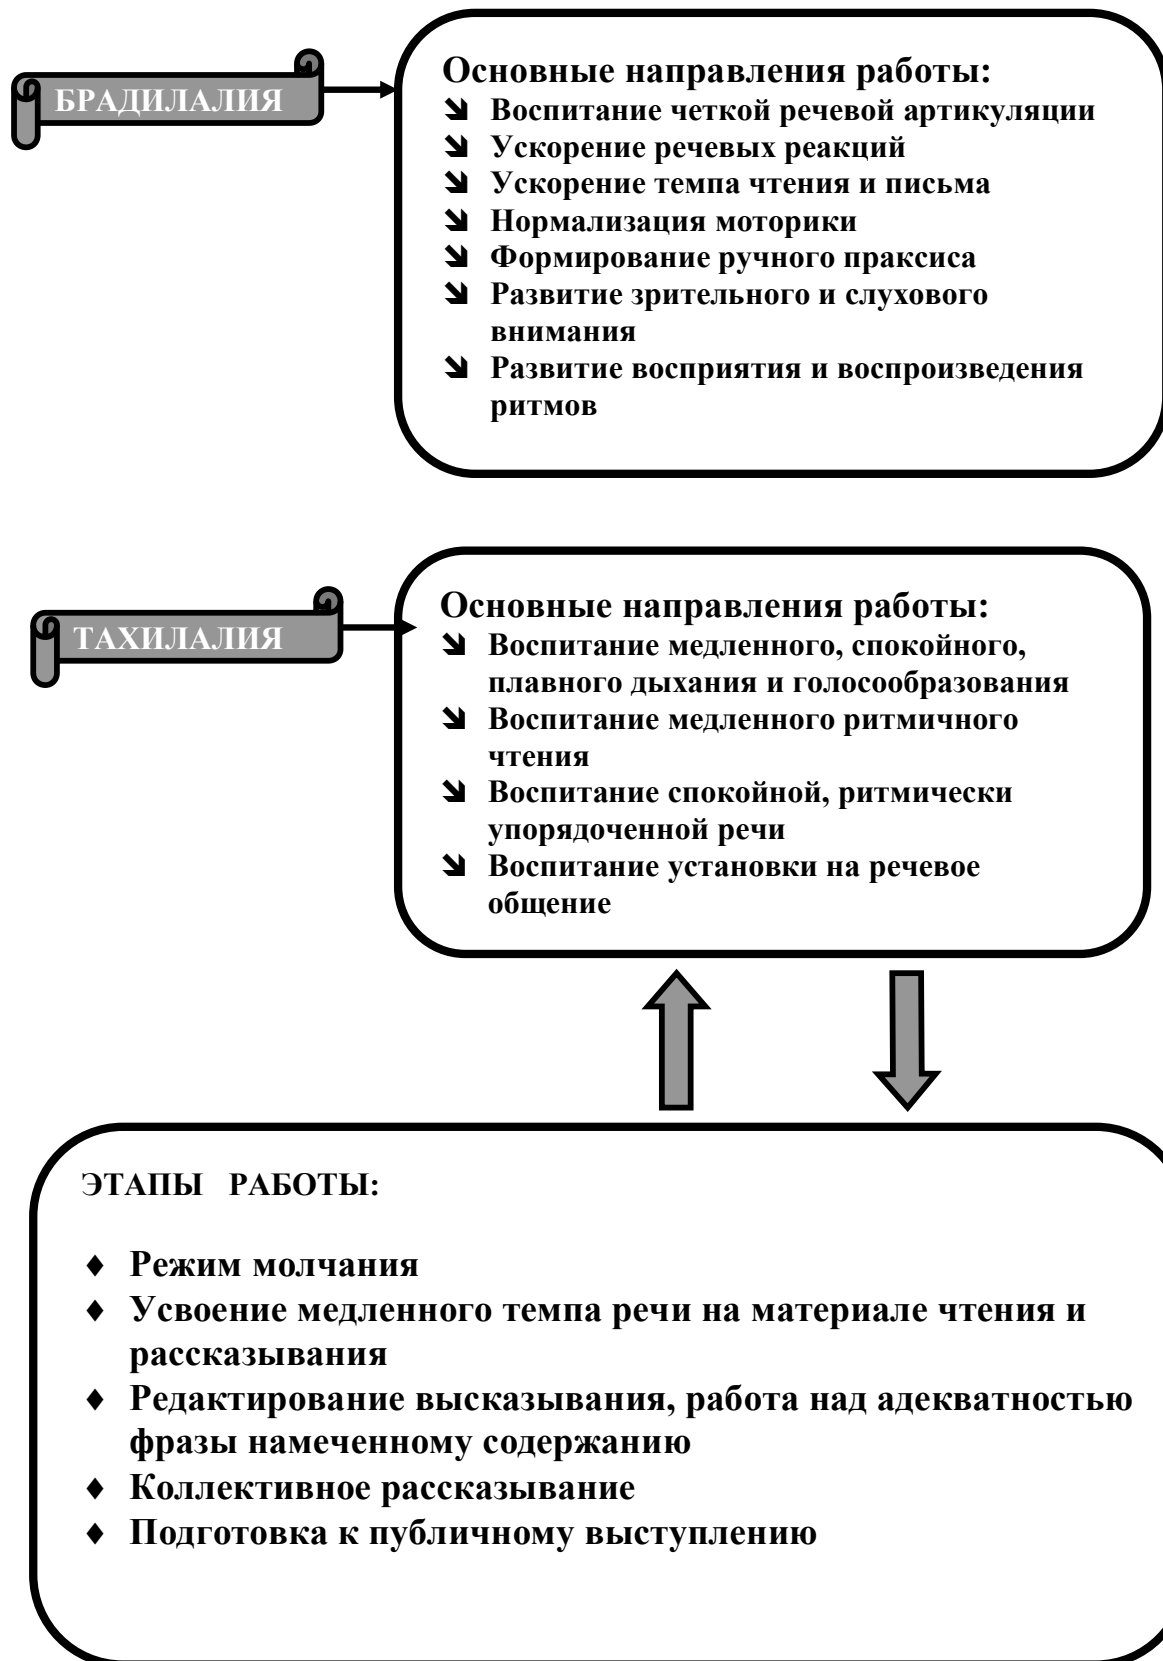 БРАДИЛАЛИЯ
Основные направления работы:
Воспитание четкой речевой артикуляции
Ускорение речевых реакций
Ускорение темпа чтения и письма
Нормализация моторики
Формирование ручного праксиса
Развитие зрительного и слухового
внимания
Развитие восприятия и воспроизведения
ритмов
ТАХИЛАЛИЯ
Основные направления работы:
Воспитание медленного, спокойного,
плавного дыхания и голосообразования
Воспитание медленного ритмичного
чтения
Воспитание спокойной, ритмически
упорядоченной речи
Воспитание установки на речевое
общение
ЭТАПЫ РАБОТЫ:
♦ Режим молчания
♦ Усвоение медленного темпа речи на материале чтения и
рассказывания
♦ Редактирование высказывания, работа над адекватностью
фразы намеченному содержанию
♦ Коллективное рассказывание
♦ Подготовка к публичному выступлению